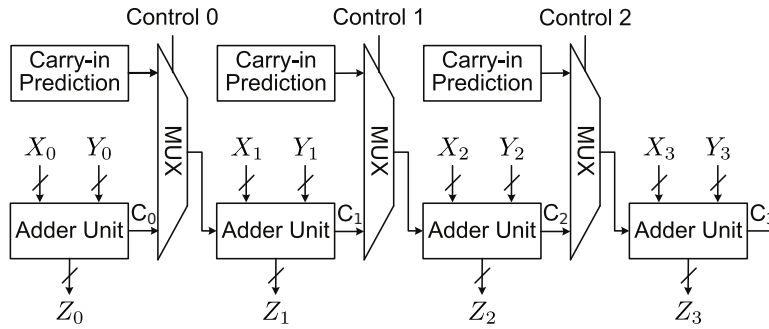 Control 0
Control 1
Control 2
Carry-in
Prediction
Carry-in
Prediction
Carry-in
Prediction
MUX
MUX
MUX
X0
Y0
X1
Y1
X2
Y2
X3
Y3
Adder Unit
C0
Adder Unit
C1
Adder Unit
C2
Adder Unit
C3
Z0
Z1
Z2
Z3